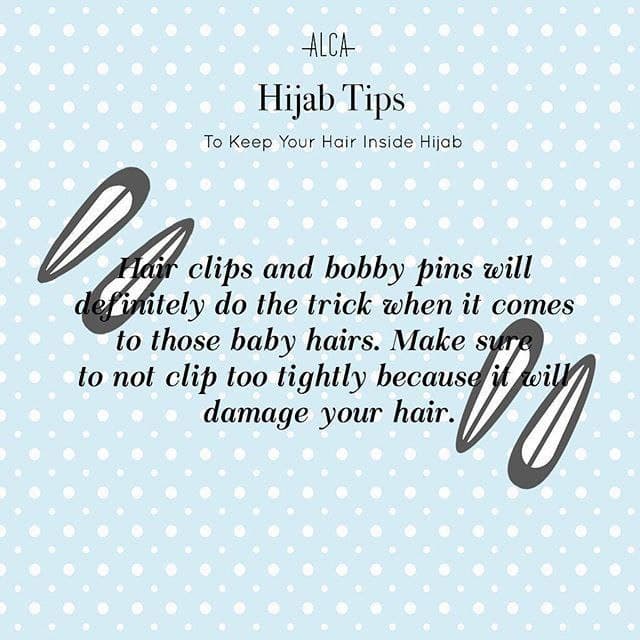 ALCA
Hijab Tips
To Keep Your Hair Inside Hijab
Hair clips and bobby pins will
definitely do the trick when it comes
to those baby hairs. Make sure
to not clip too tightly because it will
damage your hair.